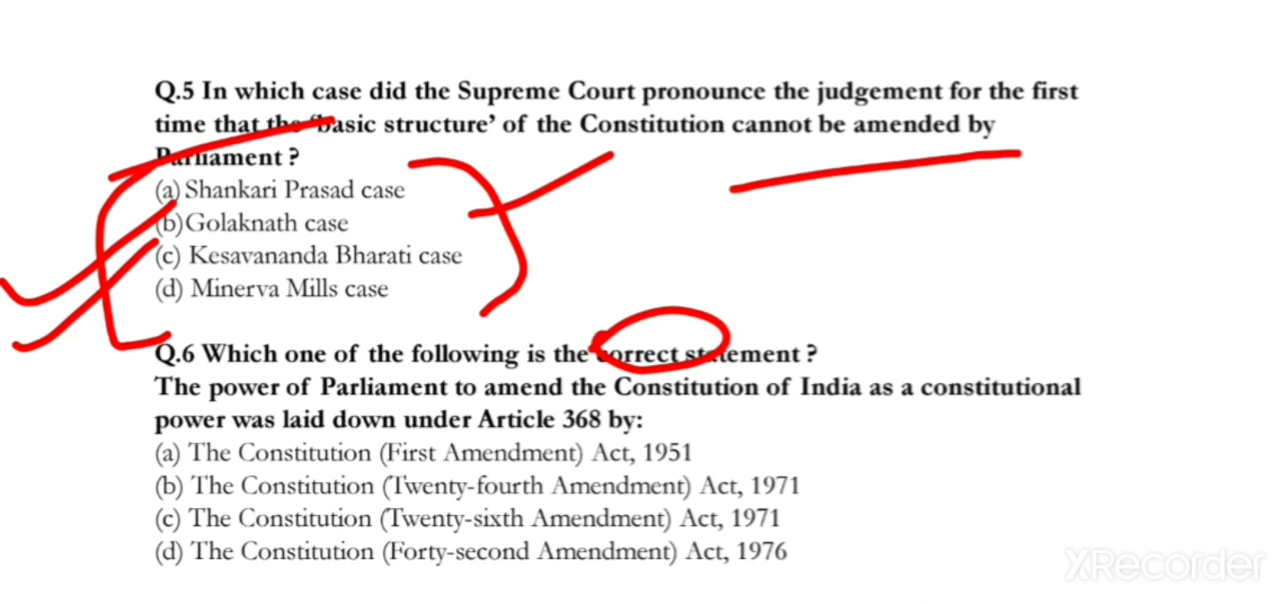 Q.5 In which case did the Supreme Court pronounce the judgement for the first
time that the 'basic structure' of the Constitution cannot be amended by
Parliament ?
(a) Shankari Prasad case
(b)Golaknath case
(c) Kesavananda Bharati case
(d) Minerva Mills case
Q.6 Which one of the following is the correct statement ?
The power of Parliament to amend the Constitution of India as a constitutional
power was laid down under Article 368 by:
(a) The Constitution (First Amendment) Act, 1951
(b) The Constitution (Twenty-fourth Amendment) Act, 1971
(c) The Constitution (Twenty-sixth Amendment) Act, 1971
(d) The Constitution (Forty-second Amendment) Act, 1976
XRecorder